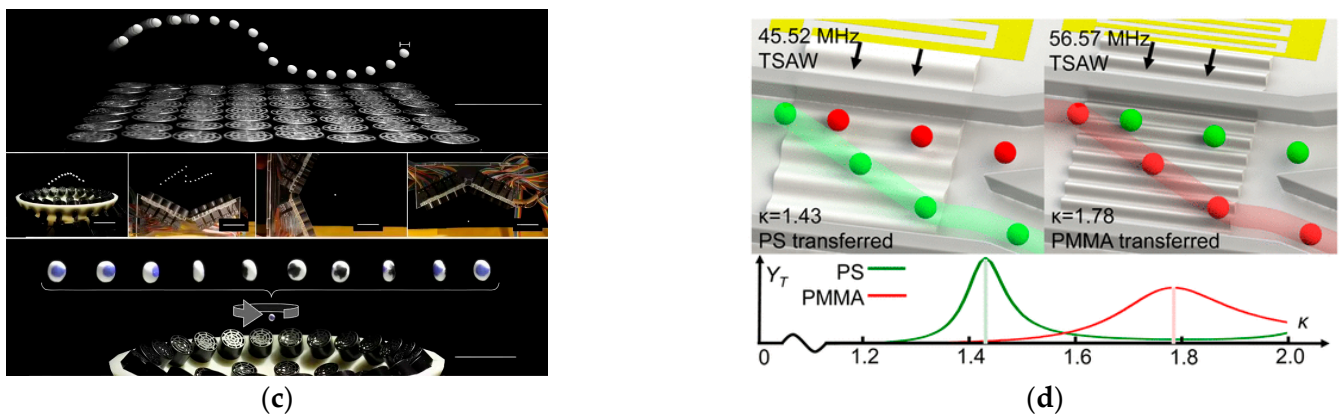 45.52 MHz
TSAW
56.57 MHz
TSAW
κ=1.43
PS transferred
κ=1.78
PMMA transferred
Y_T
PS
PMMA
κ
0
1.2
1.4
1.6
1.8
2.0
(c)
(d)